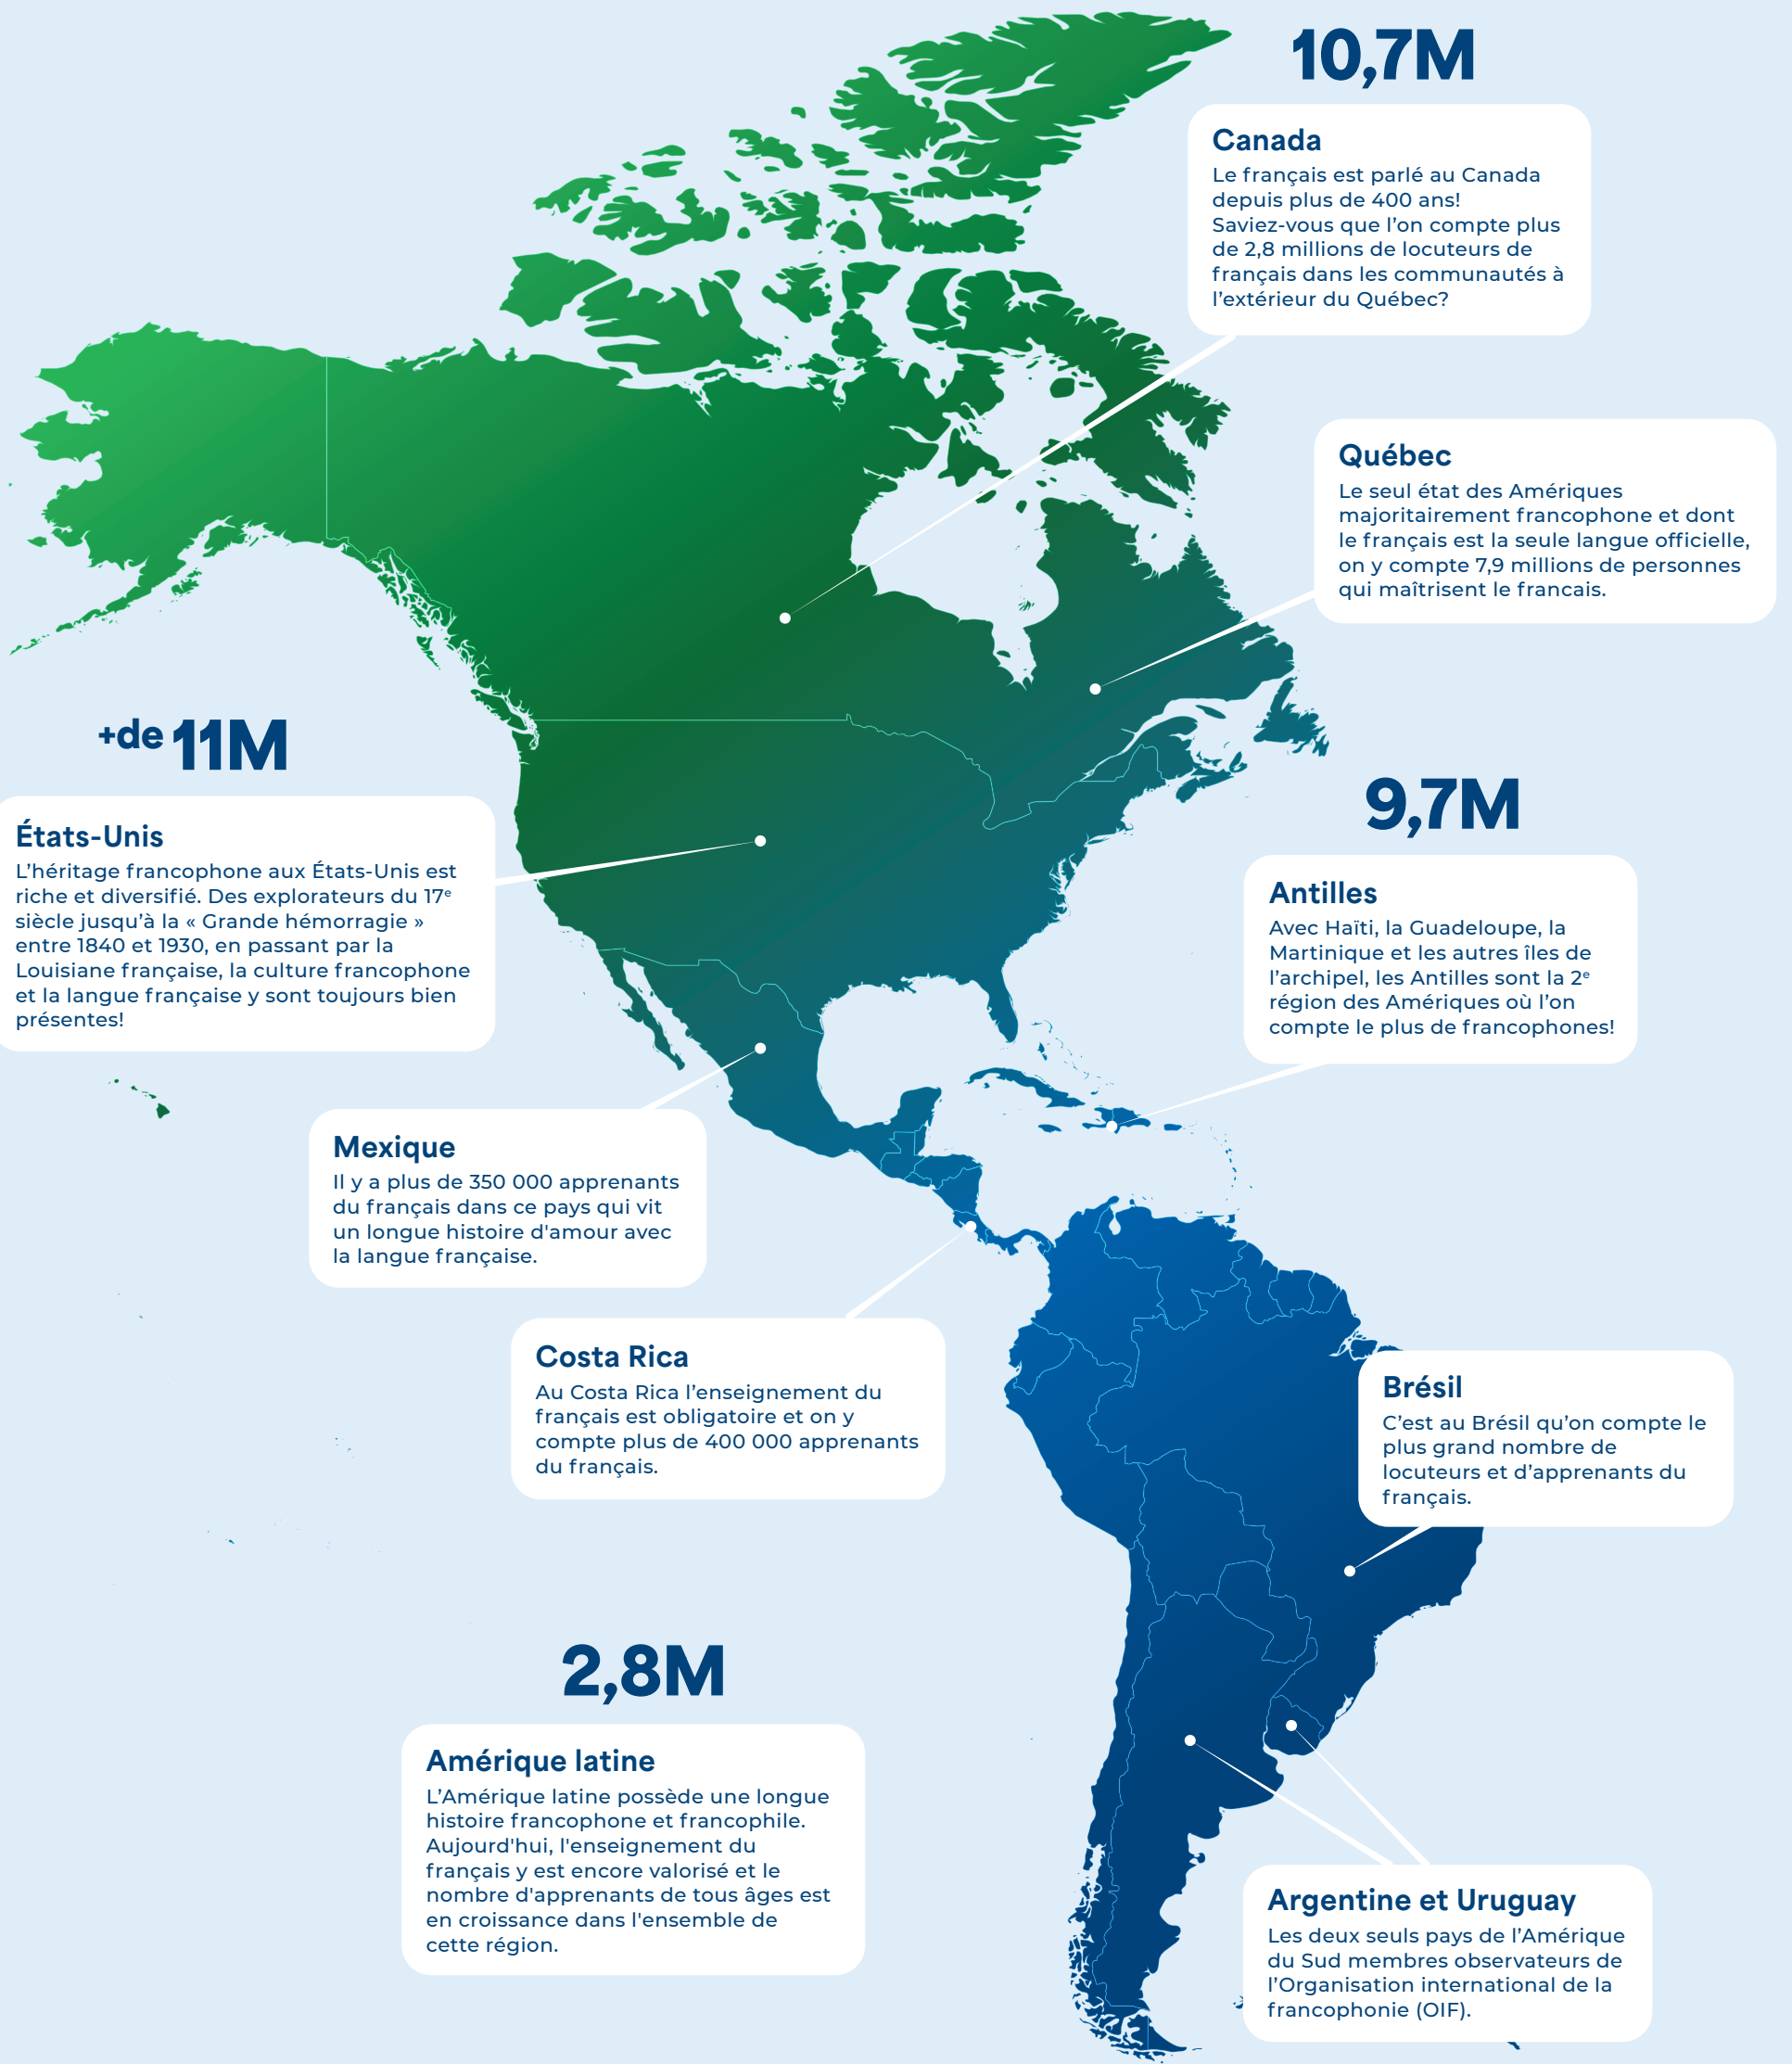 10,7M
Canada
Le français est parlé au Canada
depuis plus de 400 ans!
Saviez-vous que l’on compte plus
de 2,8 millions de locuteurs de
français dans les communautés à
l’extérieur du Québec?
Québec
Le seul état des Amériques
majoritairement francophone et dont
le français est la seule langue officielle,
on y compte 7,9 millions de personnes
qui maîtrisent le francais.
+de 11M
États-Unis
L’héritage francophone aux États-Unis est
riche et diversifié. Des explorateurs du 17ᵉ
siècle jusqu’à la « Grande hémorragie »
entre 1840 et 1930, en passant par la
Louisiane française, la culture francophone
et la langue française y sont toujours bien
présentes!
9,7M
Antilles
Avec Haïti, la Guadeloupe, la
Martinique et les autres îles de
l’archipel, les Antilles sont la 2ᵉ
région des Amériques où l’on
compte le plus de francophones!
Mexique
Il y a plus de 350 000 apprenants
du français dans ce pays qui vit
un longue histoire d'amour avec
la langue française.
Costa Rica
Au Costa Rica l’enseignement du
français est obligatoire et on y
compte plus de 400 000 apprenants
du français.
Brésil
C’est au Brésil qu’on compte le
plus grand nombre de
locuteurs et d’apprenants du
français.
2,8M
Amérique latine
L’Amérique latine possède une longue
histoire francophone et francophile.
Aujourd'hui, l'enseignement du
français y est encore valorisé et le
nombre d'apprenants de tous âges est
en croissance dans l'ensemble de
cette région.
Argentine et Uruguay
Les deux seuls pays de l’Amérique
du Sud membres observateurs de
l’Organisation international de la
francophonie (OIF).